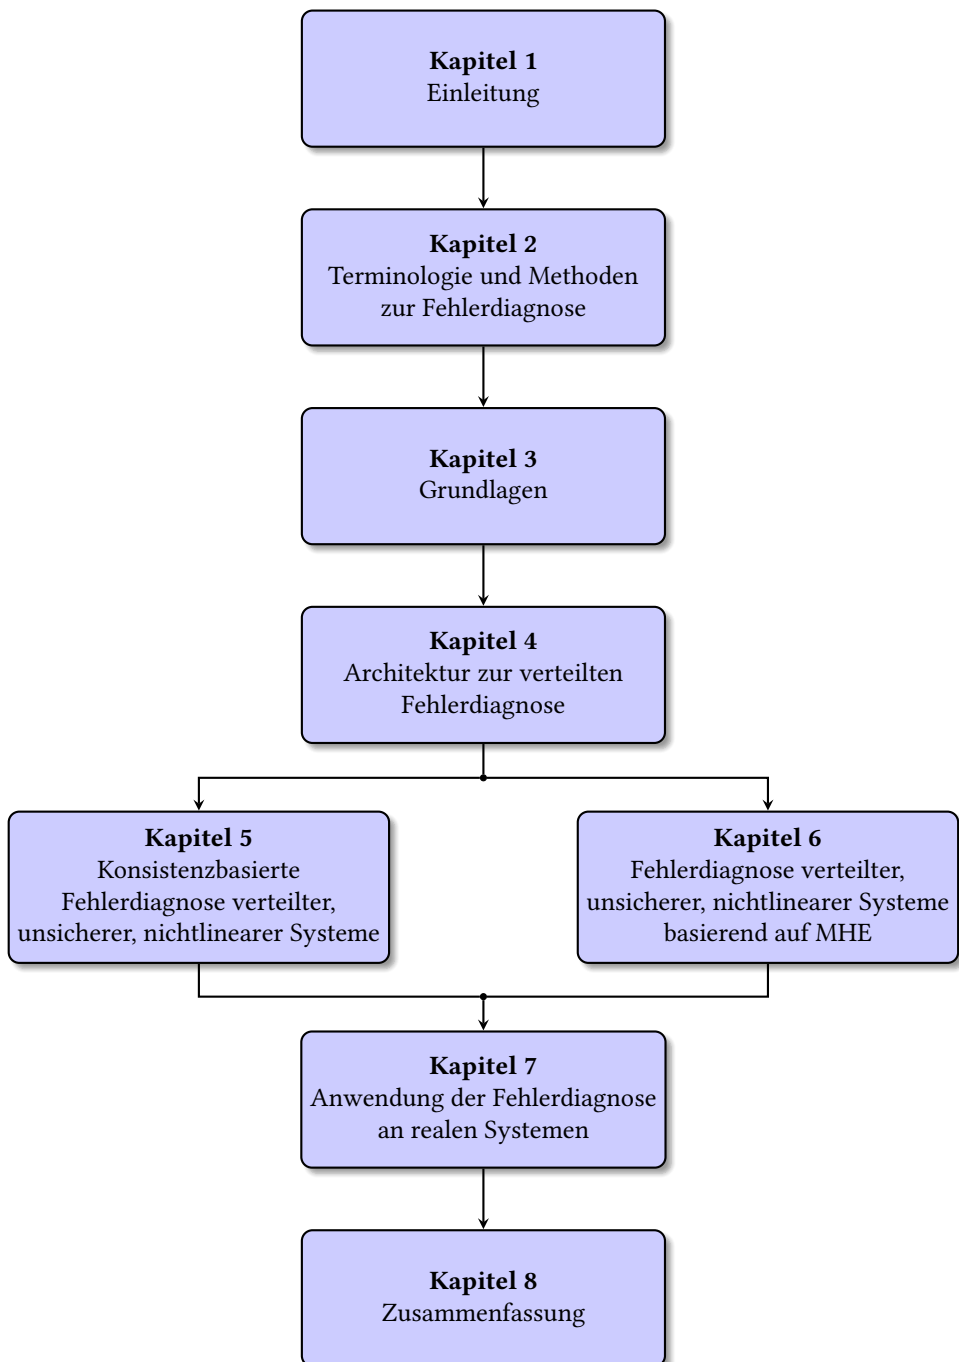 Kapitel 1
Einleitung
Kapitel 2
Terminologie und Methoden
zur Fehlerdiagnose
Kapitel 3
Grundlagen
Kapitel 4
Architektur zur verteilten
Fehlerdiagnose
Kapitel 5
Konsistenzbasierte
Fehlerdiagnose verteilter,
unsicherer, nichtlinearer Systeme
Kapitel 6
Fehlerdiagnose verteilter,
unsicherer, nichtlinearer Systeme
basierend auf MHE
Kapitel 7
Anwendung der Fehlerdiagnose
an realen Systemen
Kapitel 8
Zusammenfassung